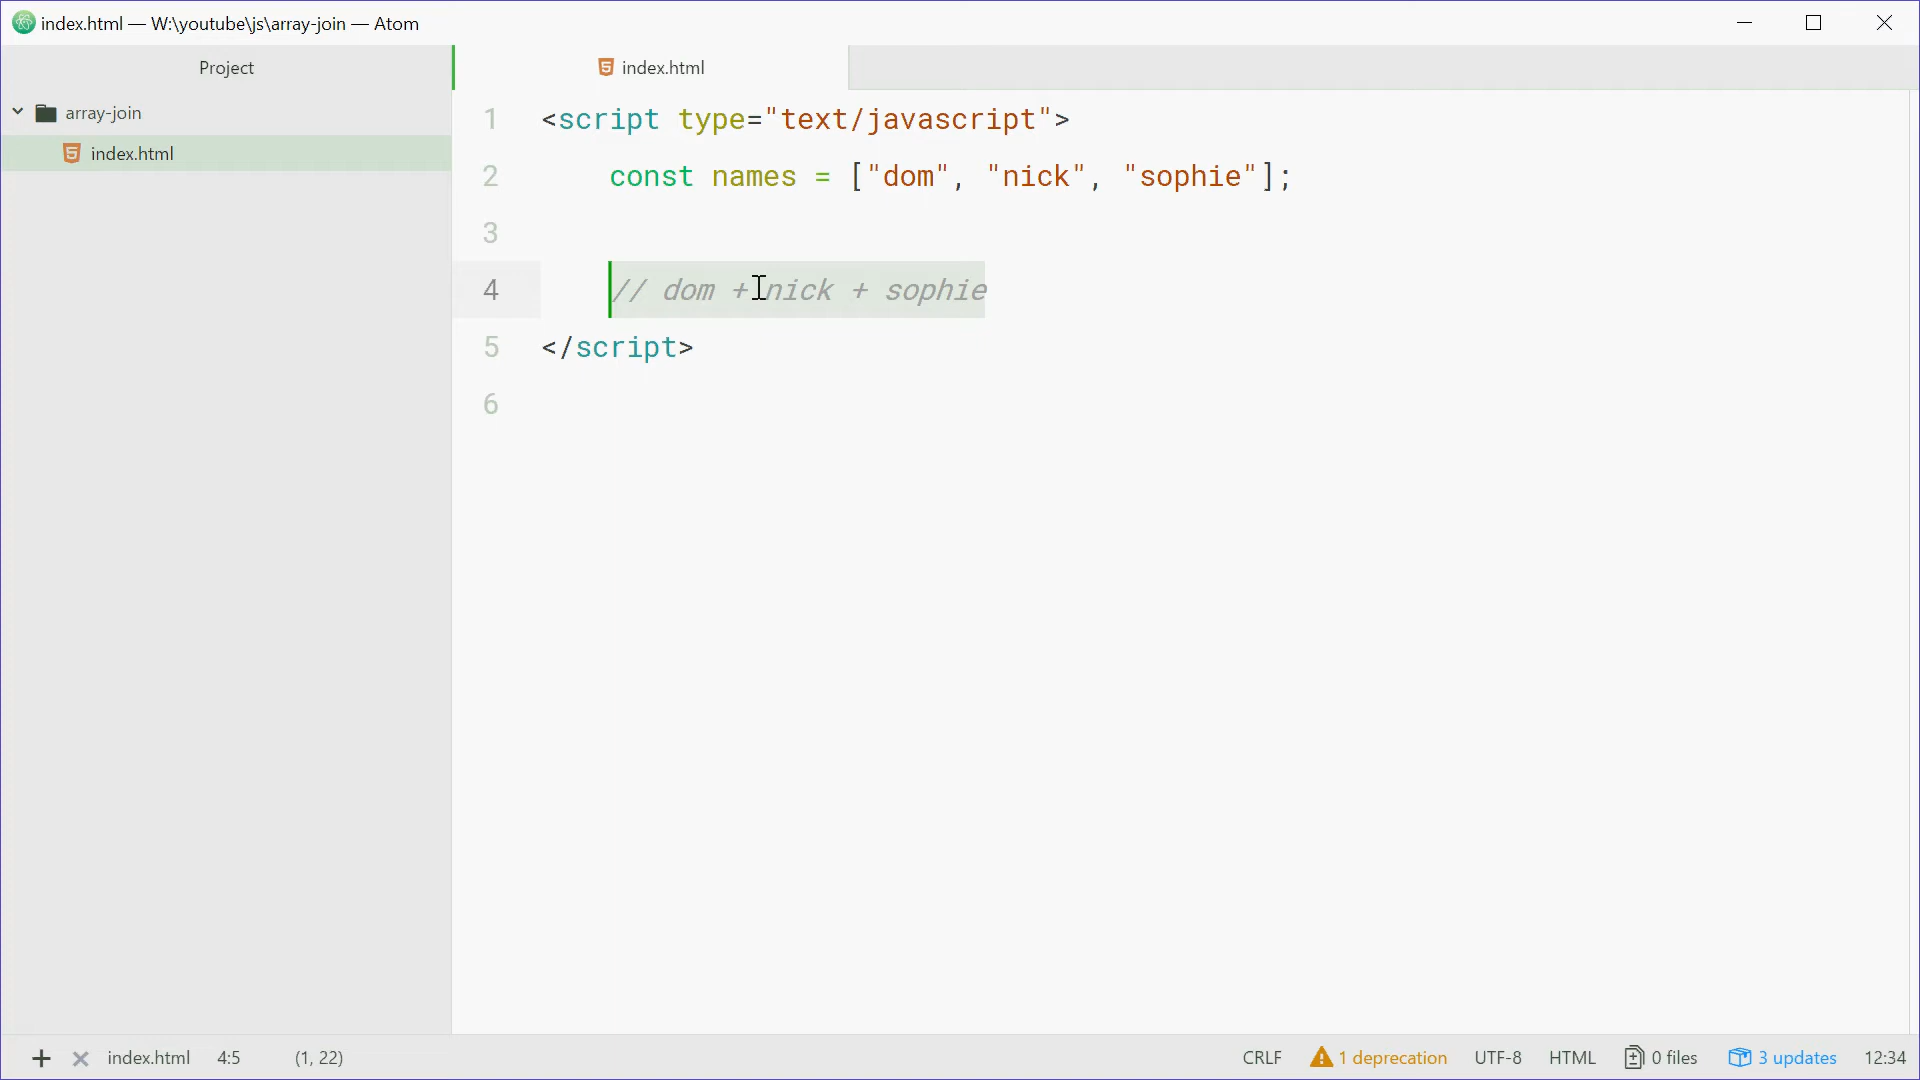 index.html — W:\youtube\js\array-join — Atom
Project
index.html
array-join
index.html
1 <script type="text/javascript">
2 const names = ["dom", "nick", "sophie"];
3
4 // dom + nick + sophie
5 </script>
6
index.html 4:5 (1, 22) CRLF 1 deprecation UTF-8 HTML 0 files 3 updates 12:34